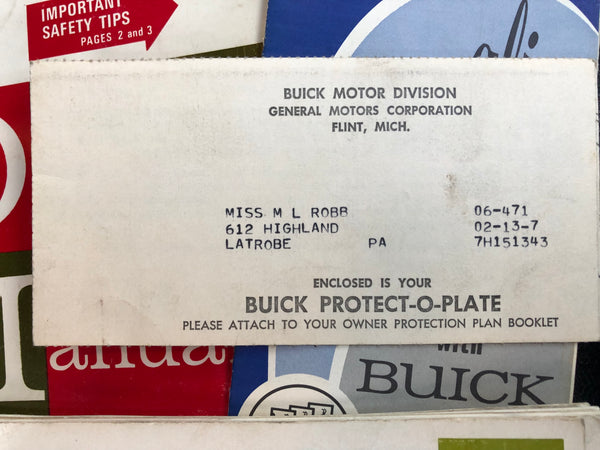 IMPORTANT
SAFETY TIPS
PAGES 2 and 3
BUICK MOTOR DIVISION
GENERAL MOTORS CORPORATION
FLINT, MICH.
MISS M L ROBB 06-471
612 HIGHLAND 02-13-7
LATROBE PA 7H151343
ENCLOSED IS YOUR
BUICK PROTECT-O-PLATE
PLEASE ATTACH TO YOUR OWNER PROTECTION PLAN BOOKLET
with
BUICK